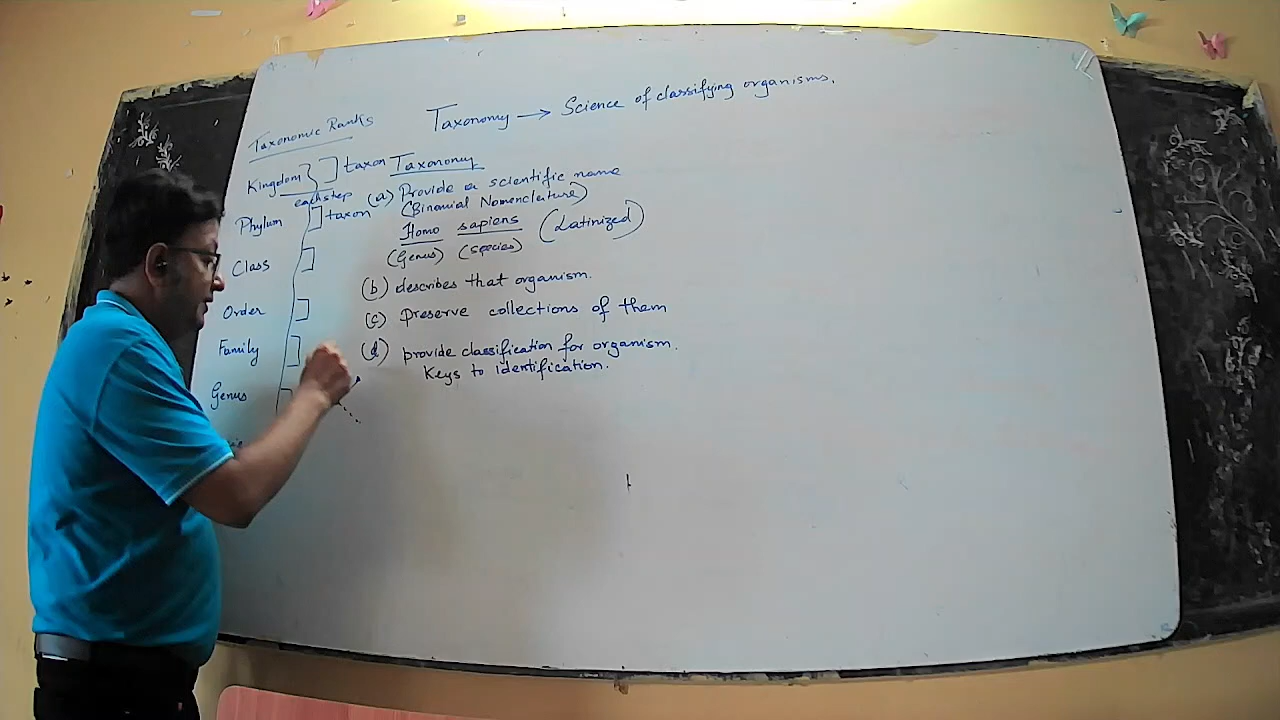 Taxonomy → Science of classifying organisms.
Taxonomic Ranks
Kingdom } ] taxon
each step
Phylum ] taxon
Class ]
Order ]
Family ]
Genus
Taxonomy
(a) Provide a scientific name
(Binomial Nomenclature)
Homo sapiens (Latinized)
(Genus) (species)
(b) describes that organism.
(c) preserve collections of them
(d) provide classification for organism.
Keys to identification.